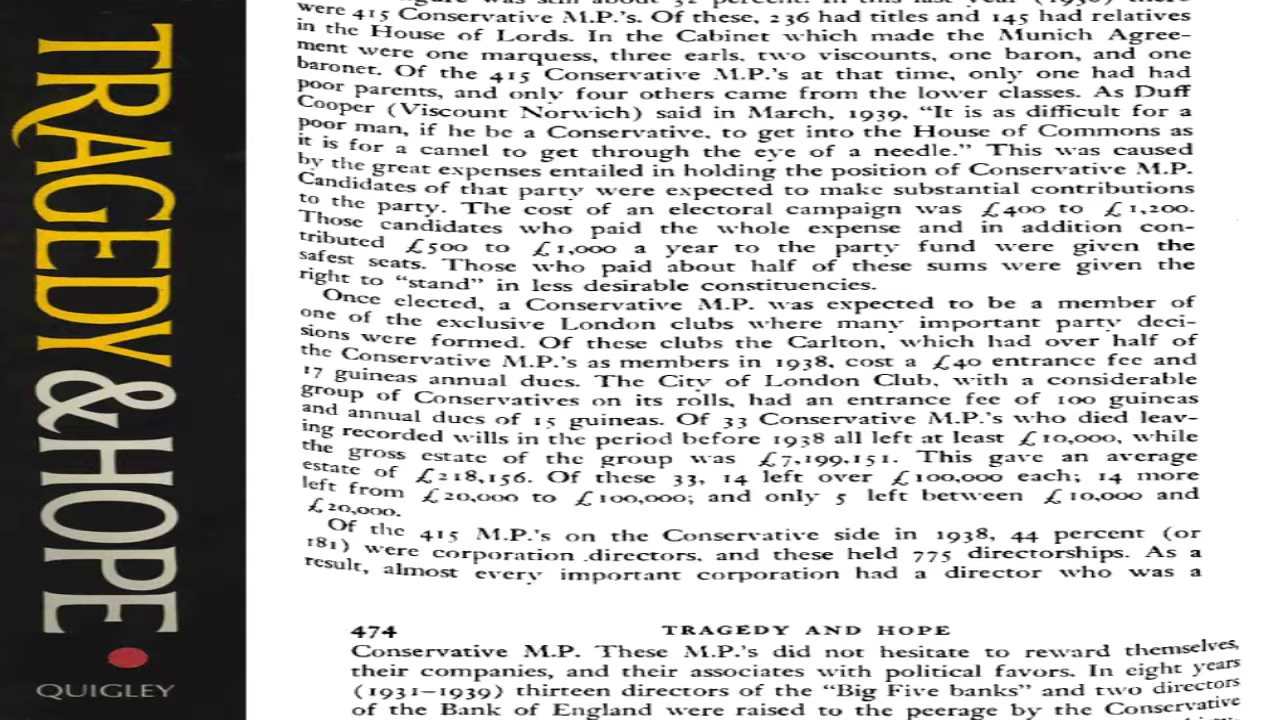 TRAGEDY & HOPE
QUIGLEY
were 415 Conservative M.P.'s. Of these, 236 had titles and 145 had relatives
in the House of Lords. In the Cabinet which made the Munich Agree-
ment were one marquess, three earls, two viscounts, one baron, and one
baronet. Of the 415 Conservative M.P.'s at that time, only one had had
poor parents, and only four others came from the lower classes. As Duff
Cooper (Viscount Norwich) said in March, 1939, “It is as difficult for a
poor man, if he be a Conservative, to get into the House of Commons as
it is for a camel to get through the eye of a needle.” This was caused
by the great expenses entailed in holding the position of Conservative M.P.
Candidates of that party were expected to make substantial contributions
to the party. The cost of an electoral campaign was £400 to £1,200.
Those candidates who paid the whole expense and in addition con-
tributed £500 to £1,000 a year to the party fund were given the
safest seats. Those who paid about half of these sums were given the
right to “stand” in less desirable constituencies.
Once elected, a Conservative M.P. was expected to be a member of
one of the exclusive London clubs where many important party deci-
sions were formed. Of these clubs the Carlton, which had over half of
the Conservative M.P.'s as members in 1938, cost a £40 entrance fee and
17 guineas annual dues. The City of London Club, with a considerable
group of Conservatives on its rolls, had an entrance fee of 100 guineas
and annual dues of 15 guineas. Of 33 Conservative M.P.'s who died leav-
ing recorded wills in the period before 1938 all left at least £10,000, while
the gross estate of the group was £7,199,151. This gave an average
estate of £218,156. Of these 33, 14 left over £100,000 each; 14 more
left from £20,000 to £100,000; and only 5 left between £10,000 and
£20,000.
Of the 415 M.P.'s on the Conservative side in 1938, 44 percent (or
181) were corporation directors, and these held 775 directorships. As a
result, almost every important corporation had a director who was a
474 TRAGEDY AND HOPE
Conservative M.P. These M.P.'s did not hesitate to reward themselves,
their companies, and their associates with political favors. In eight years
(1931–1939) thirteen directors of the “Big Five banks” and two directors
of the Bank of England were raised to the peerage by the Conservative